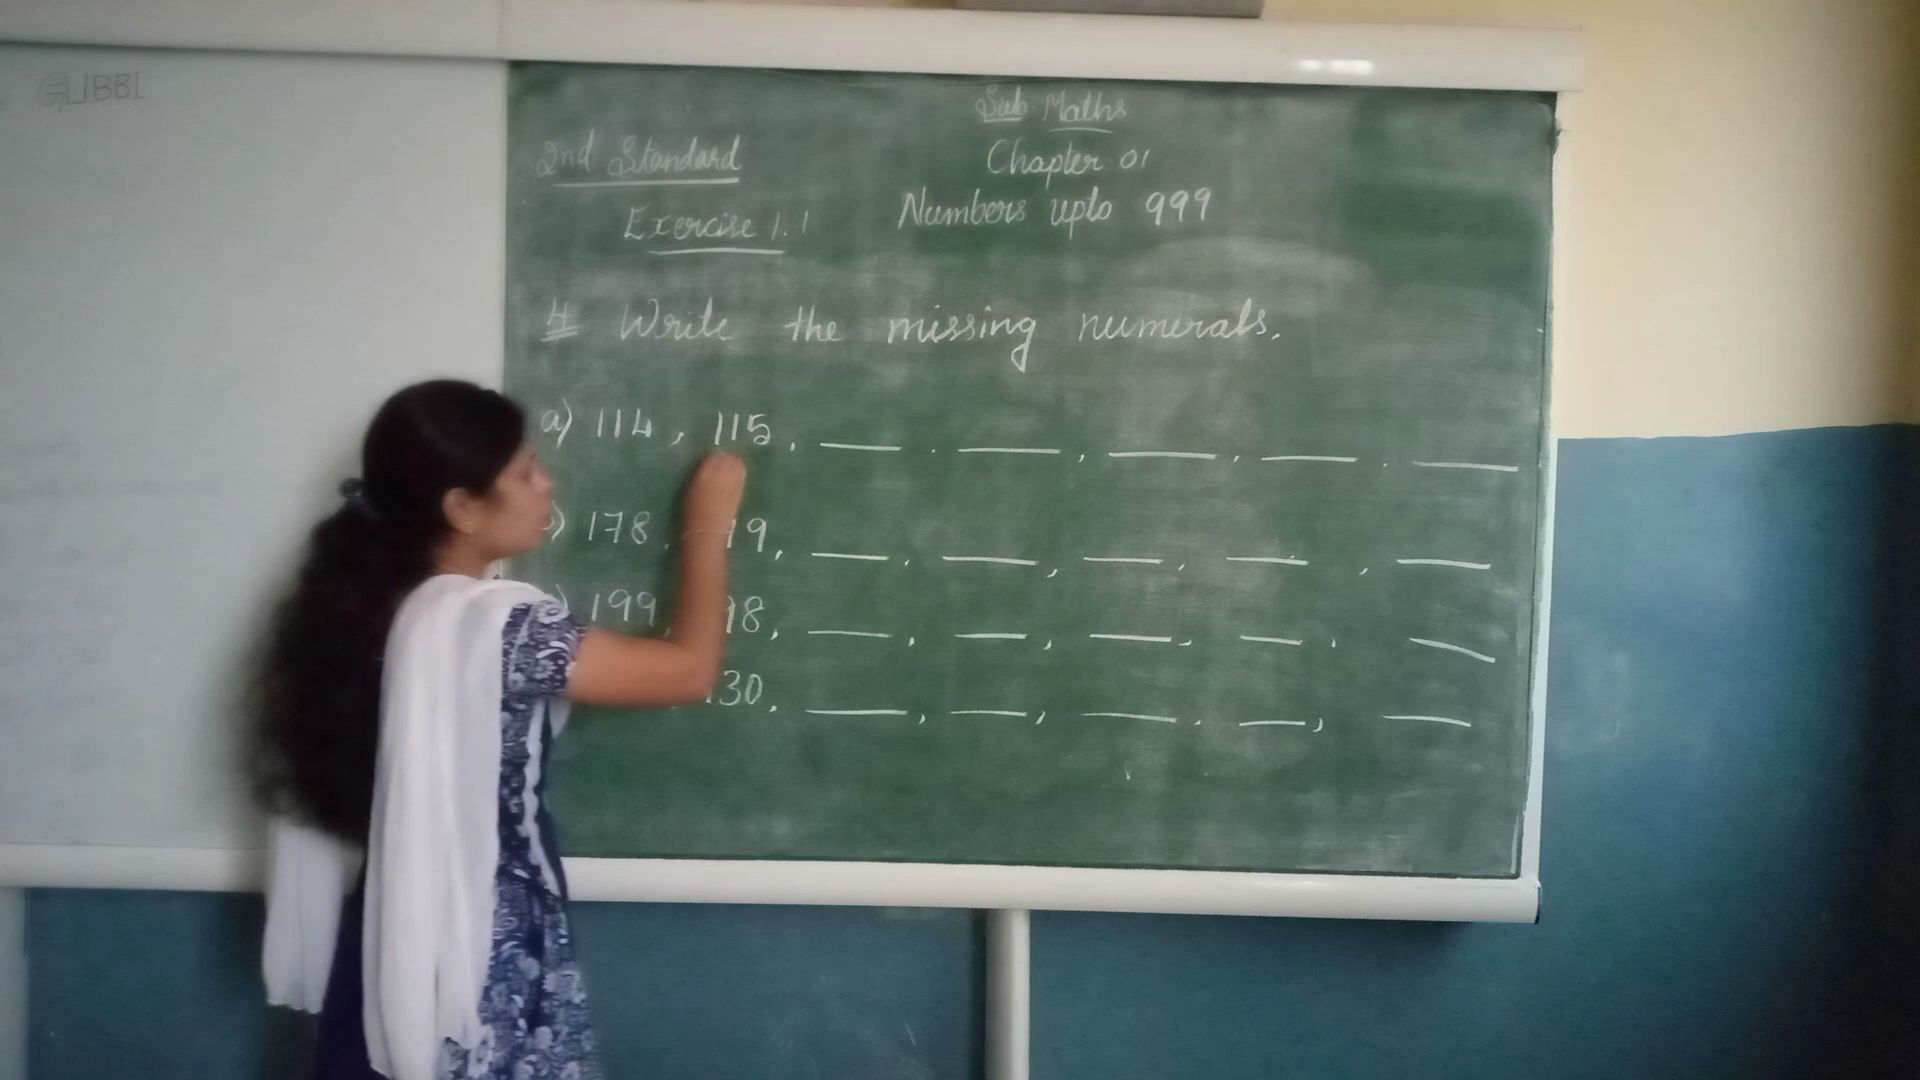 GUBBI
Sub Maths
2nd Standard
Chapter 01
Exercise 1.1
Numbers upto 999
4 Write the missing numerals.
a) 114, 115, ___, ___, ___, ___, ___
) 178, 9, ___, ___, ___, ___, ___
) 199, 98, ___, ___, ___, ___, ___
130, ___, ___, ___, ___, ___